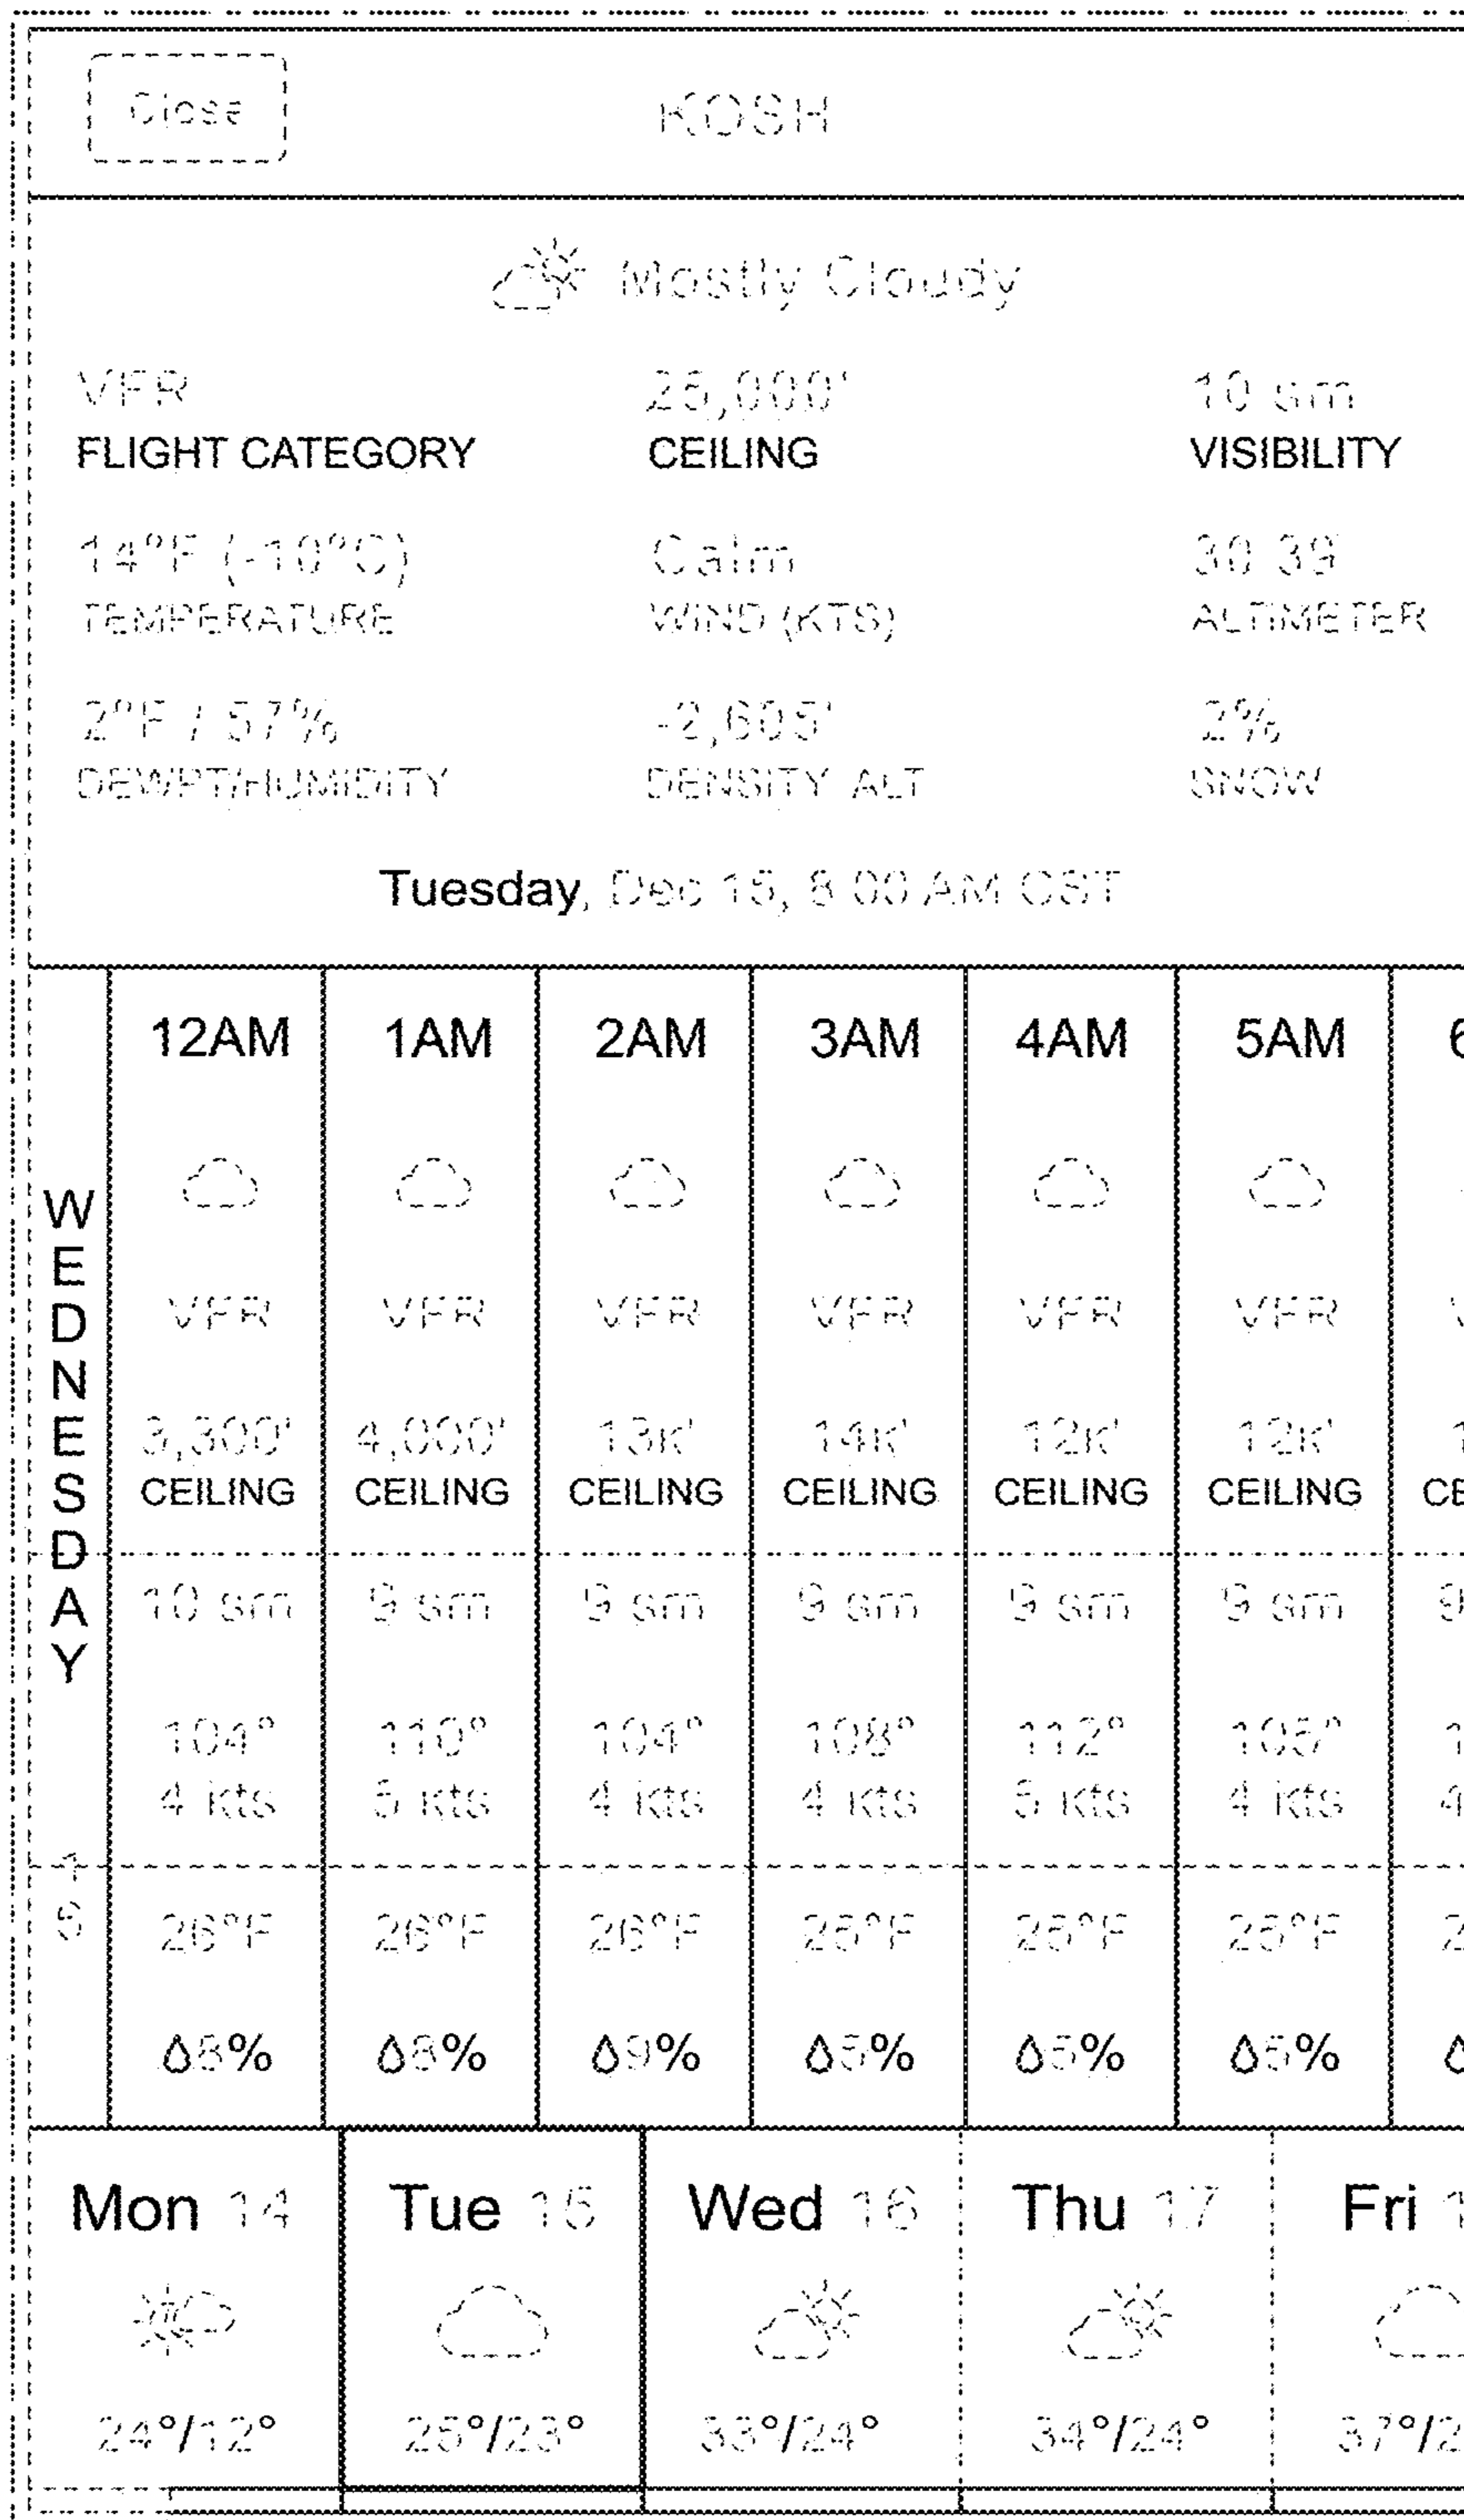 Close KOSH
Mostly Cloudy
VFR 25,000' 10 sm
FLIGHT CATEGORY CEILING VISIBILITY
14°F (-10°C) Calm 30.39
TEMPERATURE WIND (KTS) ALTIMETER
2°F / 57% -2,605' 2%
DEWPT/HUMIDITY DENSITY ALT SNOW
Tuesday, Dec 15, 8:00 AM CST
12AM 1AM 2AM 3AM 4AM 5AM
WEDNESDAY
VFR VFR VFR VFR VFR VFR
3,300' 4,000' 13K' 14K' 12K' 12K'
CEILING CEILING CEILING CEILING CEILING CEILING
10 sm 9 sm 9 sm 9 sm 9 sm 9 sm
104° 110° 104° 108° 112° 105°
4 kts 5 kts 4 kts 4 kts 5 kts 4 kts
26°F 26°F 26°F 25°F 25°F 25°F
8% 8% 9% 5% 5% 5%
Mon 14 Tue 15 Wed 16 Thu 17 Fri
24°/12° 25°/23° 33°/24° 34°/24° 37°/2